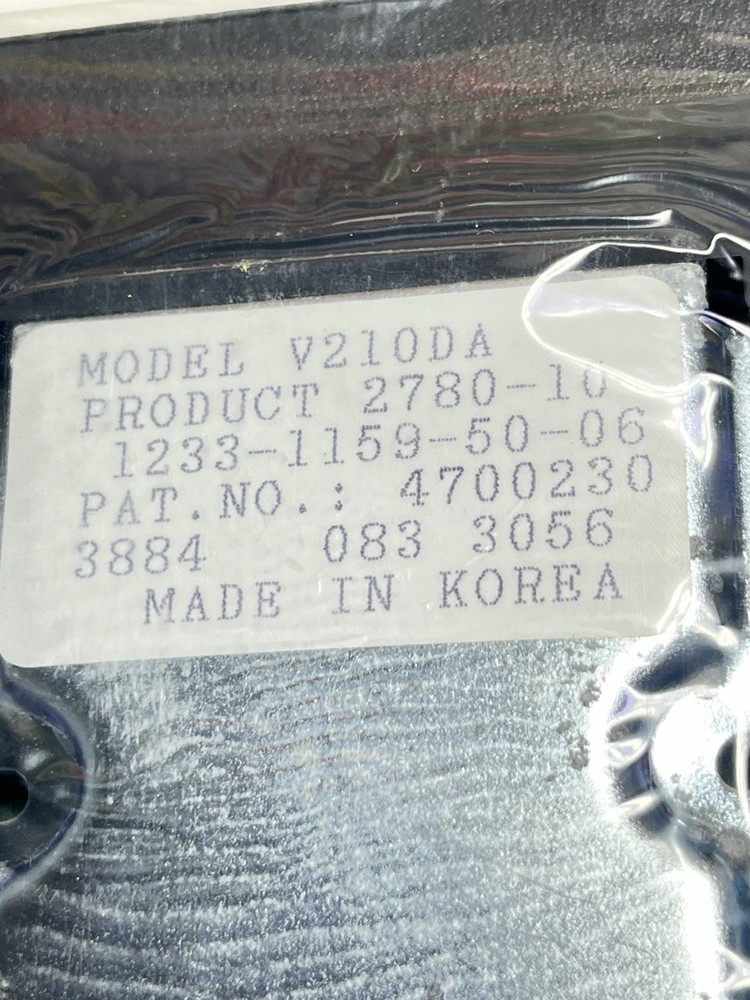 MODEL V210DA
PRODUCT 2780-10
1233-1159-50-06
PAT.NO.: 4700230
3884 083 3056
MADE IN KOREA